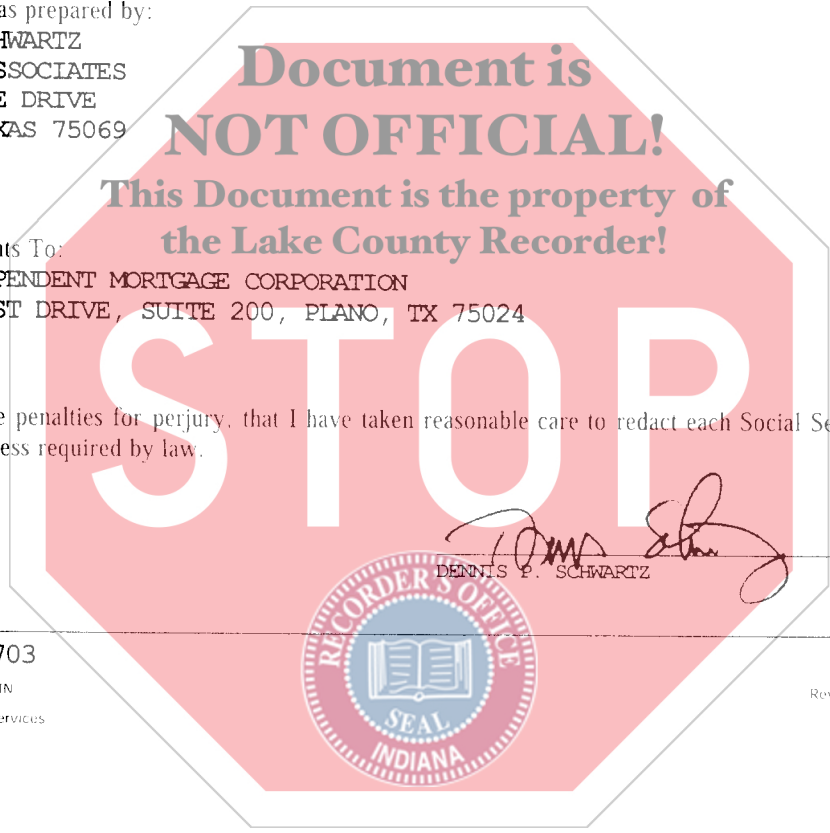 as prepared by:
HWARTZ
SSOCIATES
E DRIVE
XAS 75069
Document is
NOT OFFICIAL!
This Document is the property of
the Lake County Recorder!
nts To:
PENDENT MORTGAGE CORPORATION
ST DRIVE, SUITE 200, PLANO, TX 75024
STOP
e penalties for perjury, that I have taken reasonable care to redact each Social Se
ess required by law.
DENNIS P. SCHWARTZ
RECORDER'S OFFICE
SEAL
INDIANA
703
IN
Rev
ervices